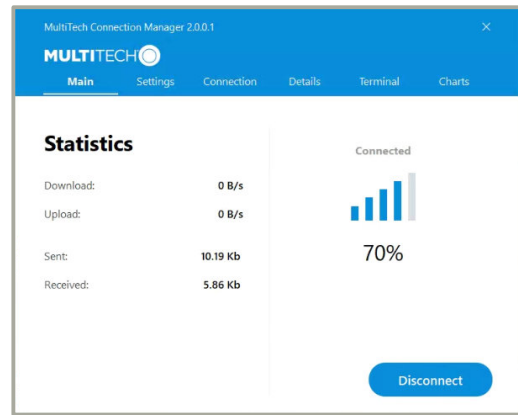 MultiTech Connection Manager 2.0.0.1
MULTITECH
Main Settings Connection Details Terminal Charts
Statistics
Connected
Download: 0 B/s
Upload: 0 B/s
70%
Sent: 10.19 Kb
Received: 5.86 Kb
Disconnect